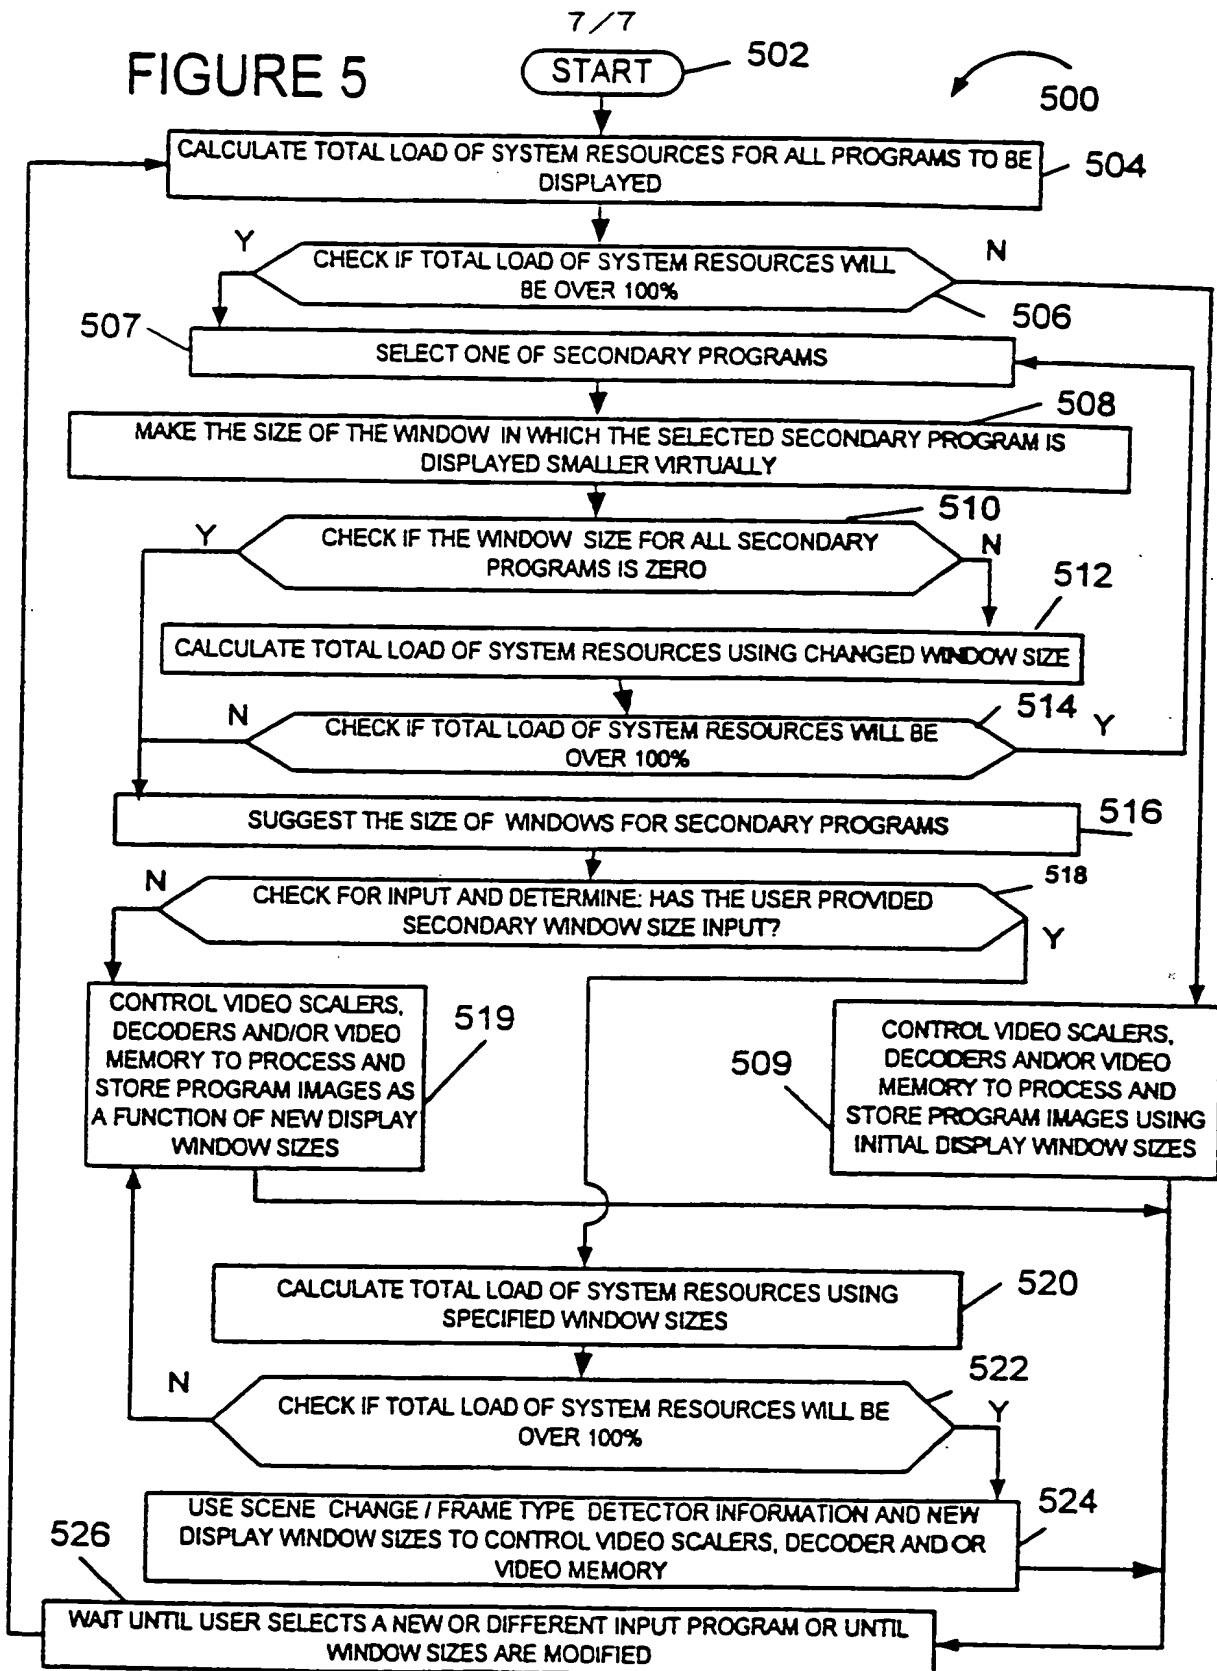 7/7
FIGURE 5
START
502
500
CALCULATE TOTAL LOAD OF SYSTEM RESOURCES FOR ALL PROGRAMS TO BE
DISPLAYED
504
Y
CHECK IF TOTAL LOAD OF SYSTEM RESOURCES WILL
BE OVER 100%
N
506
507
SELECT ONE OF SECONDARY PROGRAMS
508
MAKE THE SIZE OF THE WINDOW IN WHICH THE SELECTED SECONDARY PROGRAM IS
DISPLAYED SMALLER VIRTUALLY
510
Y
CHECK IF THE WINDOW SIZE FOR ALL SECONDARY
PROGRAMS IS ZERO
N
512
CALCULATE TOTAL LOAD OF SYSTEM RESOURCES USING CHANGED WINDOW SIZE
N
CHECK IF TOTAL LOAD OF SYSTEM RESOURCES WILL BE
OVER 100%
514
Y
SUGGEST THE SIZE OF WINDOWS FOR SECONDARY PROGRAMS
516
N
CHECK FOR INPUT AND DETERMINE: HAS THE USER PROVIDED
SECONDARY WINDOW SIZE INPUT?
518
Y
CONTROL VIDEO SCALERS,
DECODERS AND/OR VIDEO
MEMORY TO PROCESS AND
STORE PROGRAM IMAGES AS
A FUNCTION OF NEW DISPLAY
WINDOW SIZES
519
509
CONTROL VIDEO SCALERS,
DECODERS AND/OR VIDEO
MEMORY TO PROCESS AND
STORE PROGRAM IMAGES USING
INITIAL DISPLAY WINDOW SIZES
CALCULATE TOTAL LOAD OF SYSTEM RESOURCES USING
SPECIFIED WINDOW SIZES
520
N
CHECK IF TOTAL LOAD OF SYSTEM RESOURCES WILL BE
OVER 100%
522
Y
USE SCENE CHANGE / FRAME TYPE DETECTOR INFORMATION AND NEW
DISPLAY WINDOW SIZES TO CONTROL VIDEO SCALERS, DECODER AND OR
VIDEO MEMORY
524
526
WAIT UNTIL USER SELECTS A NEW OR DIFFERENT INPUT PROGRAM OR UNTIL
WINDOW SIZES ARE MODIFIED